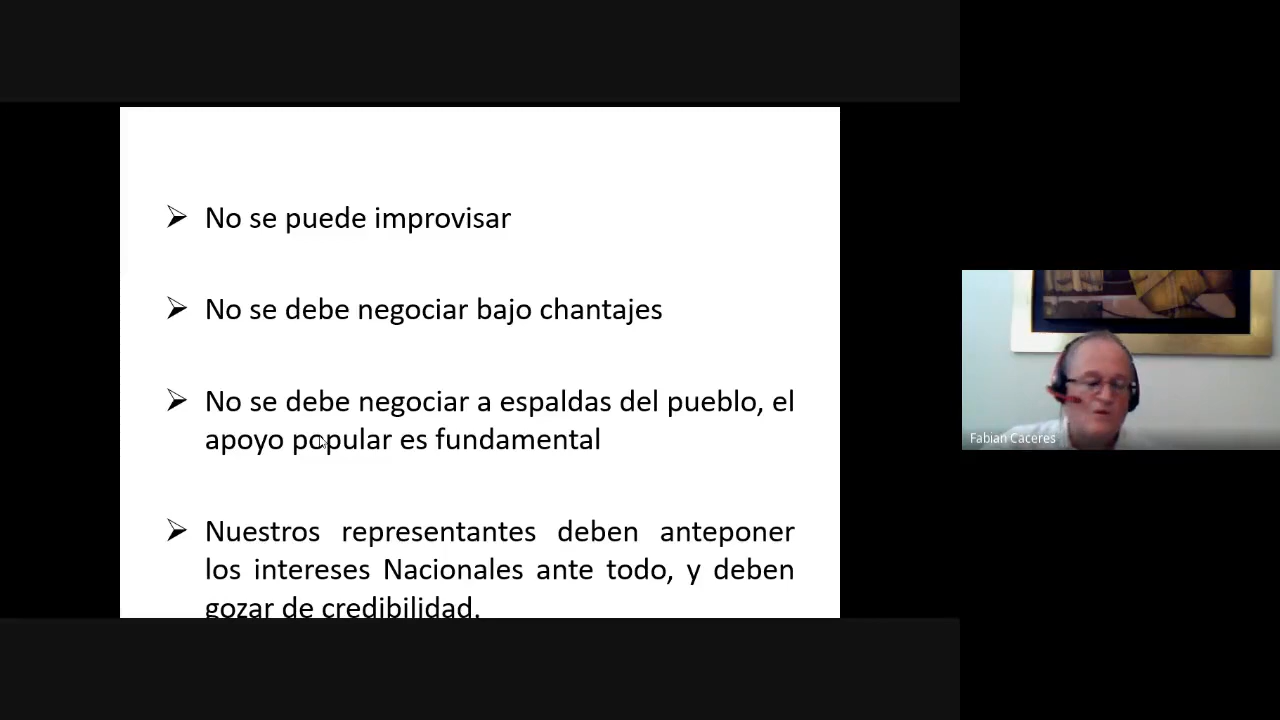 No se puede improvisar
No se debe negociar bajo chantajes
No se debe negociar a espaldas del pueblo, el
apoyo popular es fundamental
Nuestros representantes deben anteponer
los intereses Nacionales ante todo, y deben
gozar de credibilidad.
Fabian Caceres